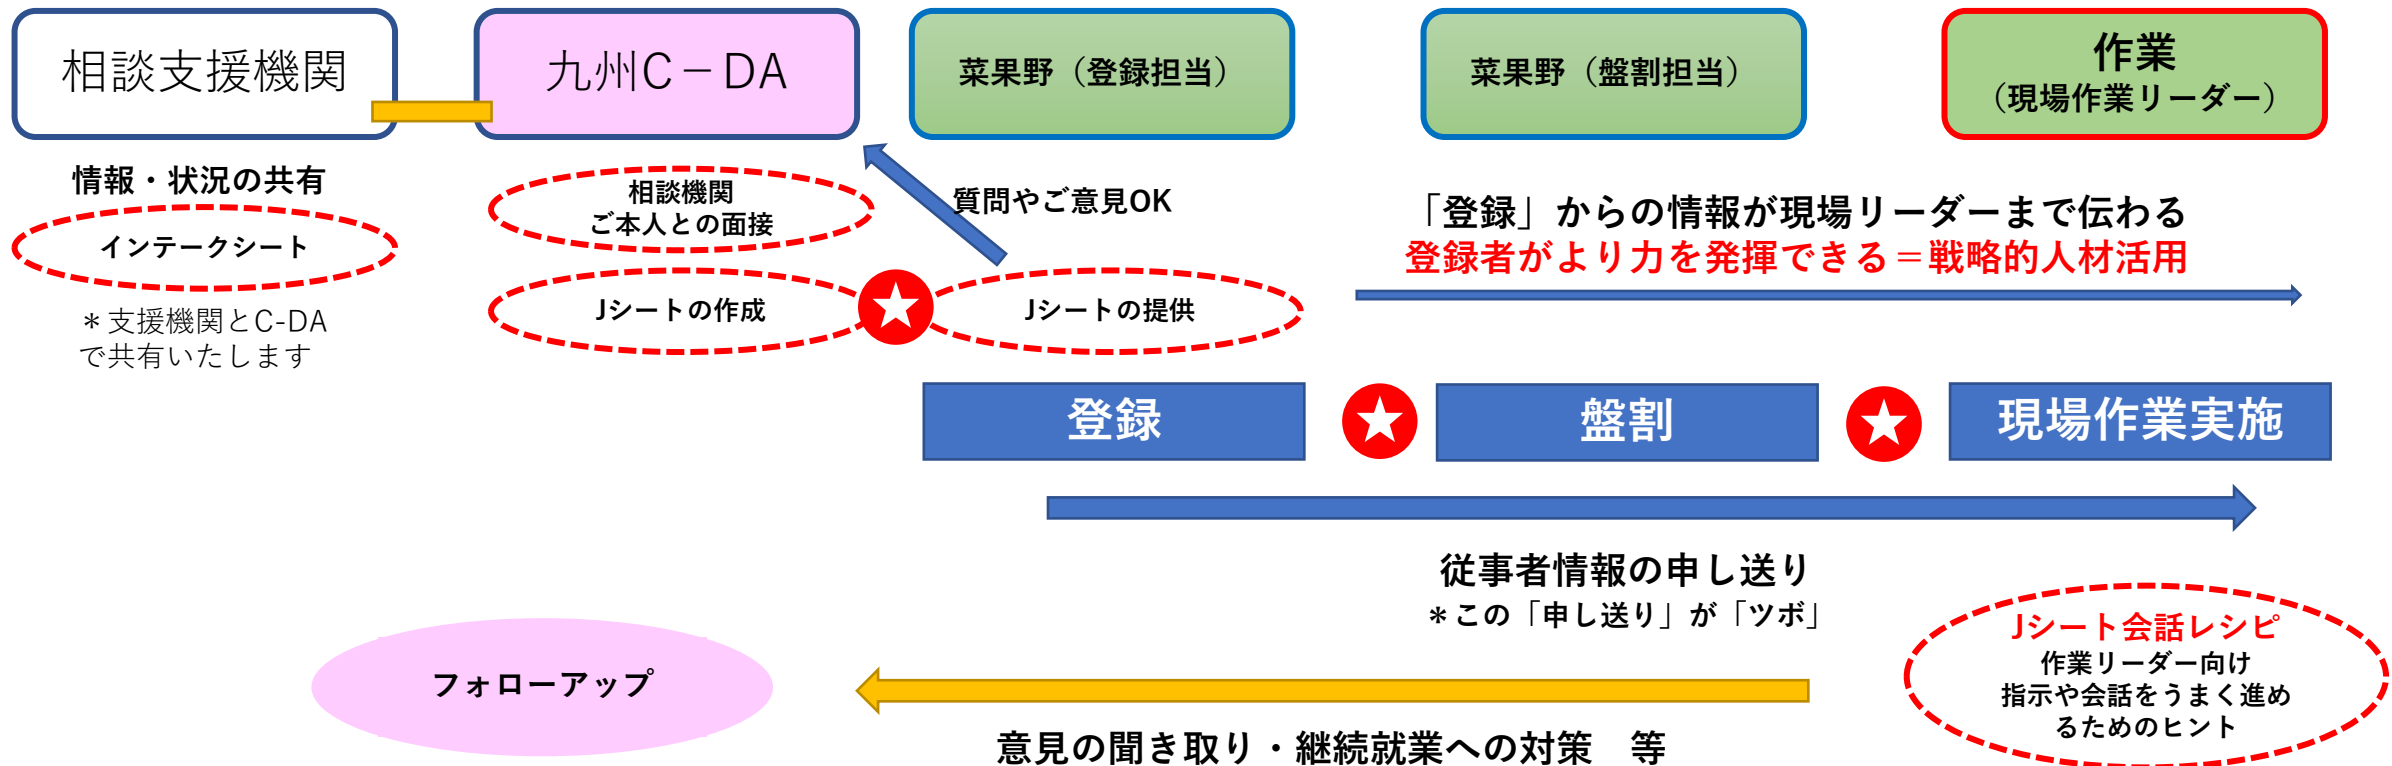 相談支援機関
九州C－DA
菜果野（登録担当）
菜果野（盤割担当）
作業
（現場作業リーダー）
情報・状況の共有
インテークシート
＊支援機関とC-DA
で共有いたします
相談機関
ご本人との面接
質問やご意見OK
Jシートの作成
Jシートの提供
「登録」からの情報が現場リーダーまで伝わる
登録者がより力を発揮できる＝戦略的人材活用
登録
盤割
現場作業実施
従事者情報の申し送り
＊この「申し送り」が「ツボ」
Jシート会話レシピ
作業リーダー向け
指示や会話をうまく進め
るためのヒント
フォローアップ
意見の聞き取り・継続就業への対策　等